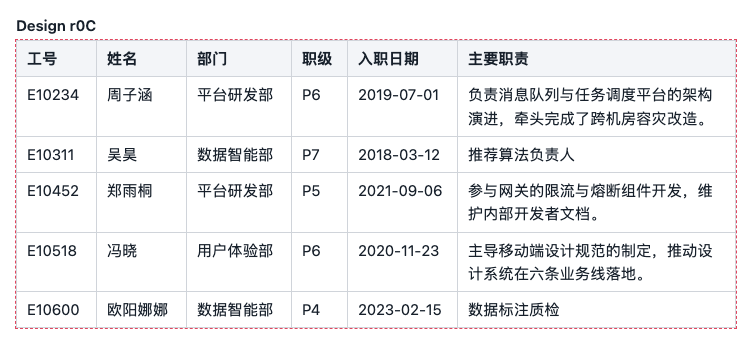 Design r0C
工号 姓名 部门 职级 入职日期 主要职责
E10234 周子涵 平台研发部 P6 2019-07-01 负责消息队列与任务调度平台的架构
演进，牵头完成了跨机房容灾改造。
E10311 吴昊 数据智能部 P7 2018-03-12 推荐算法负责人
E10452 郑雨桐 平台研发部 P5 2021-09-06 参与网关的限流与熔断组件开发，维
护内部开发者文档。
E10518 冯晓 用户体验部 P6 2020-11-23 主导移动端设计规范的制定，推动设
计系统在六条业务线落地。
E10600 欧阳娜娜 数据智能部 P4 2023-02-15 数据标注质检